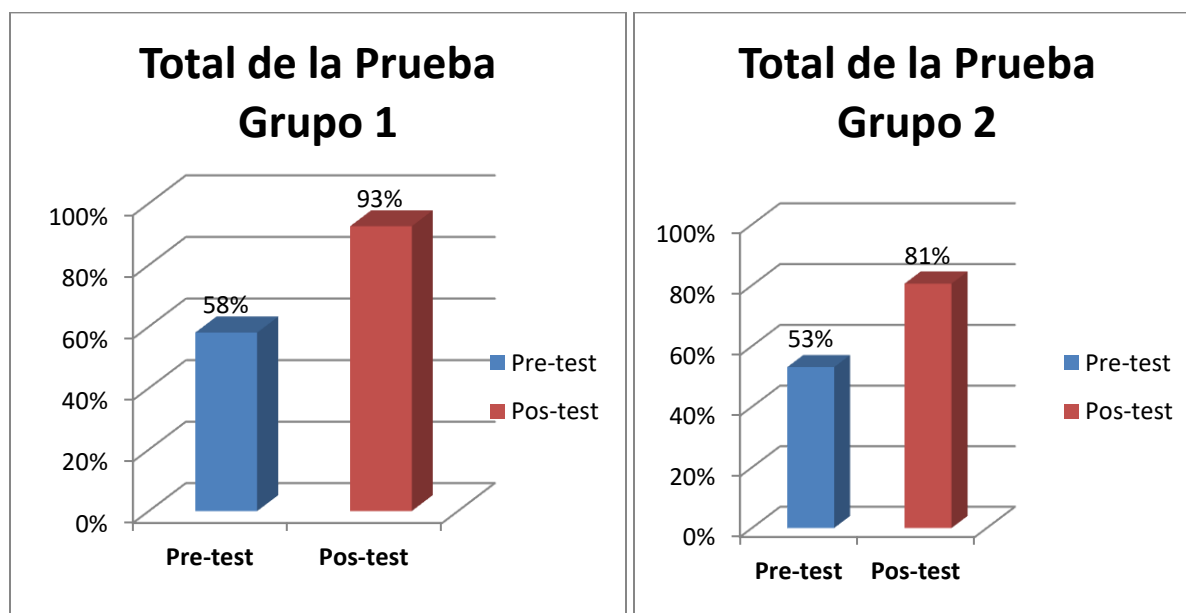 Total de la Prueba
Grupo 1
93%
100%
80%
58%
60%
Pre-test
40%
Pos-test
20%
0%
Pre-test Pos-test
Total de la Prueba
Grupo 2
100%
81%
80%
53%
60%
Pre-test
40%
Pos-test
20%
0%
Pre-test Pos-test